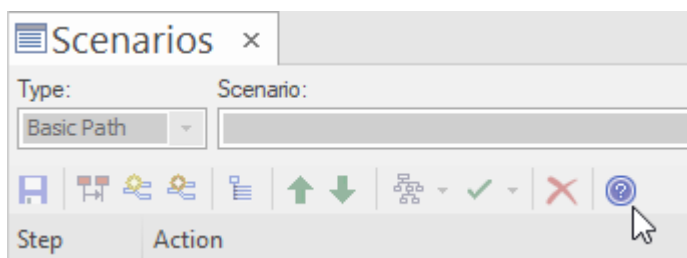 Scenarios ×
Type: Scenario:
Basic Path
Step Action